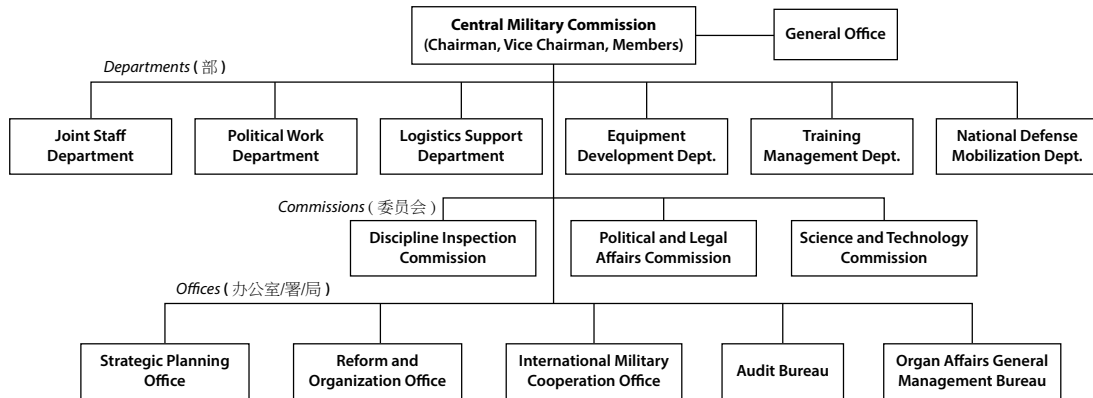 Central Military Commission
(Chairman, Vice Chairman, Members)
General Office
Departments (部)
Joint Staff
Department
Political Work
Department
Logistics Support
Department
Equipment
Development Dept.
Training
Management Dept.
National Defense
Mobilization Dept.
Commissions (委员会)
Discipline Inspection
Commission
Political and Legal
Affairs Commission
Science and Technology
Commission
Offices (办公室/署/局)
Strategic Planning
Office
Reform and
Organization Office
International Military
Cooperation Office
Audit Bureau
Organ Affairs General
Management Bureau